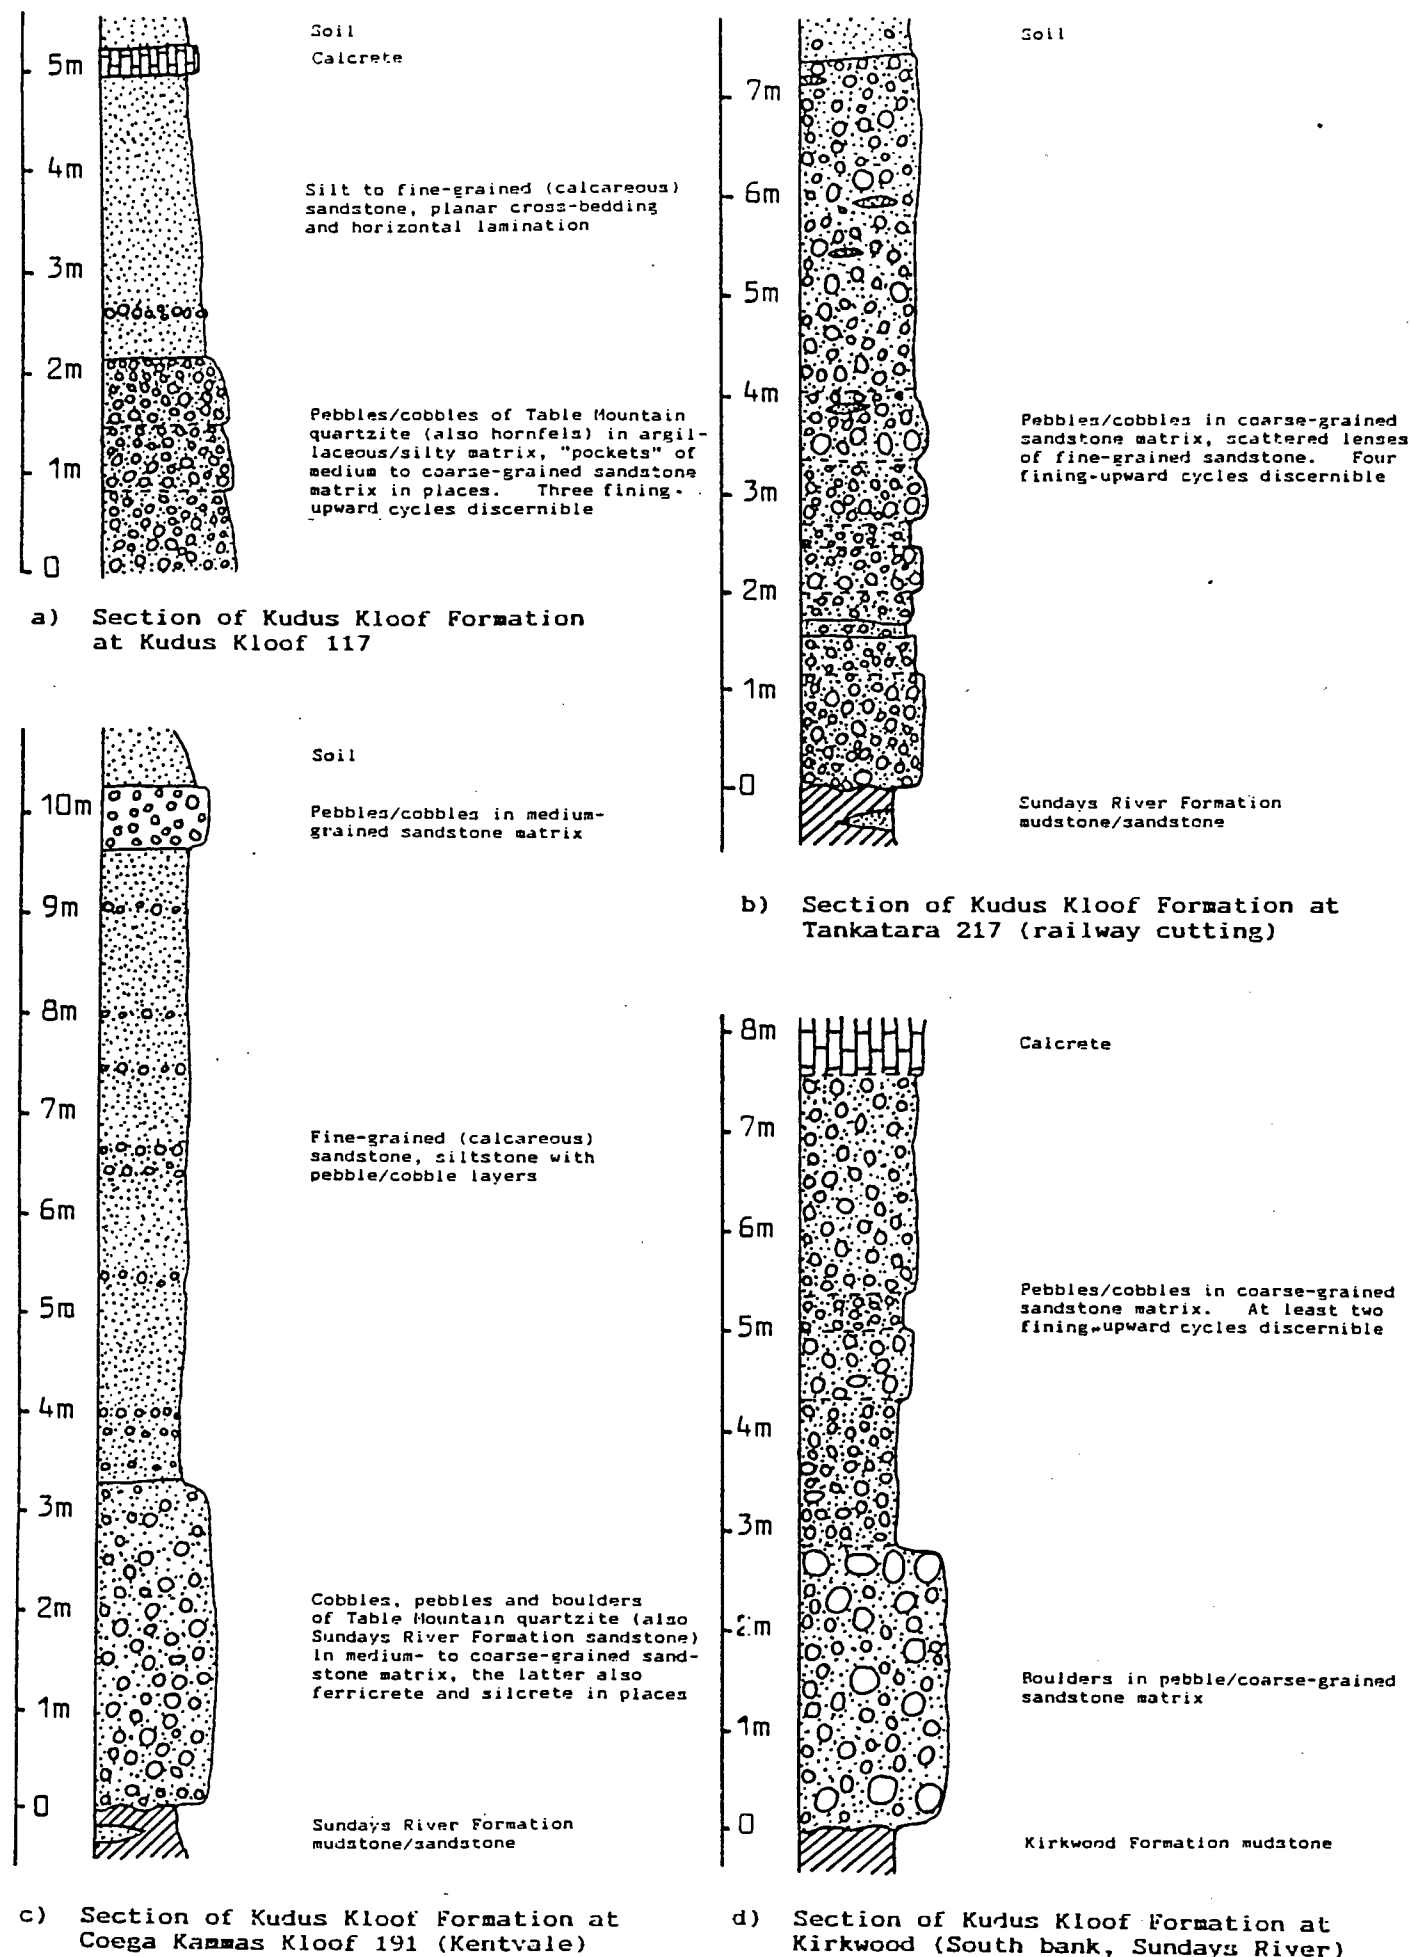 Soil
Calcrete
5m
4m
Silt to fine-grained (calcareous)
sandstone, planar cross-bedding
and horizontal lamination
3m
2m
Pebbles/cobbles of Table Mountain
quartzite (also hornfels) in argil-
laceous/silty matrix, "pockets" of
medium to coarse-grained sandstone
matrix in places. Three fining-
upward cycles discernible
1m
0
a) Section of Kudus Kloof Formation
at Kudus Kloof 117
Soil
7m
6m
5m
4m
Pebbles/cobbles in coarse-grained
sandstone matrix, scattered lenses
of fine-grained sandstone. Four
fining-upward cycles discernible
3m
2m
1m
0
Sundays River Formation
mudstone/sandstone
b) Section of Kudus Kloof Formation at
Tankatara 217 (railway cutting)
Soil
10m
Pebbles/cobbles in medium-
grained sandstone matrix
9m
8m
7m
Fine-grained (calcareous)
sandstone, siltstone with
pebble/cobble layers
6m
5m
4m
3m
2m
Cobbles, pebbles and boulders
of Table Mountain quartzite (also
Sundays River Formation sandstone)
in medium- to coarse-grained sand-
stone matrix, the latter also
ferricrete and silcrete in places
1m
0
Sundays River Formation
mudstone/sandstone
c) Section of Kudus Kloof Formation at
Coega Kammas Kloof 191 (Kentvale)
8m
Calcrete
7m
6m
Pebbles/cobbles in coarse-grained
sandstone matrix. At least two
fining-upward cycles discernible
5m
4m
3m
2m
Boulders in pebble/coarse-grained
sandstone matrix
1m
0
Kirkwood Formation mudstone
d) Section of Kudus Kloof Formation at
Kirkwood (South bank, Sundays River)